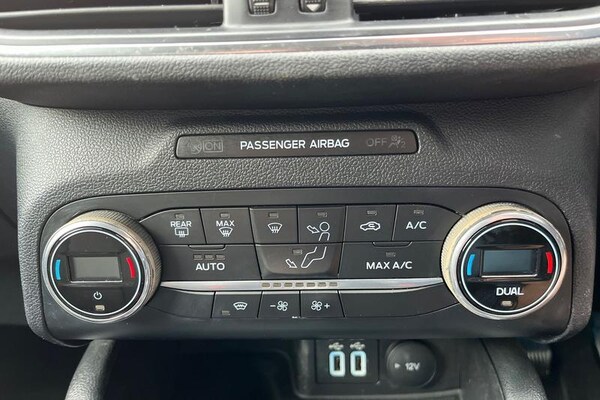 ON PASSENGER AIRBAG OFF
REAR MAX
A/C
AUTO MAX A/C
DUAL
- +
12V